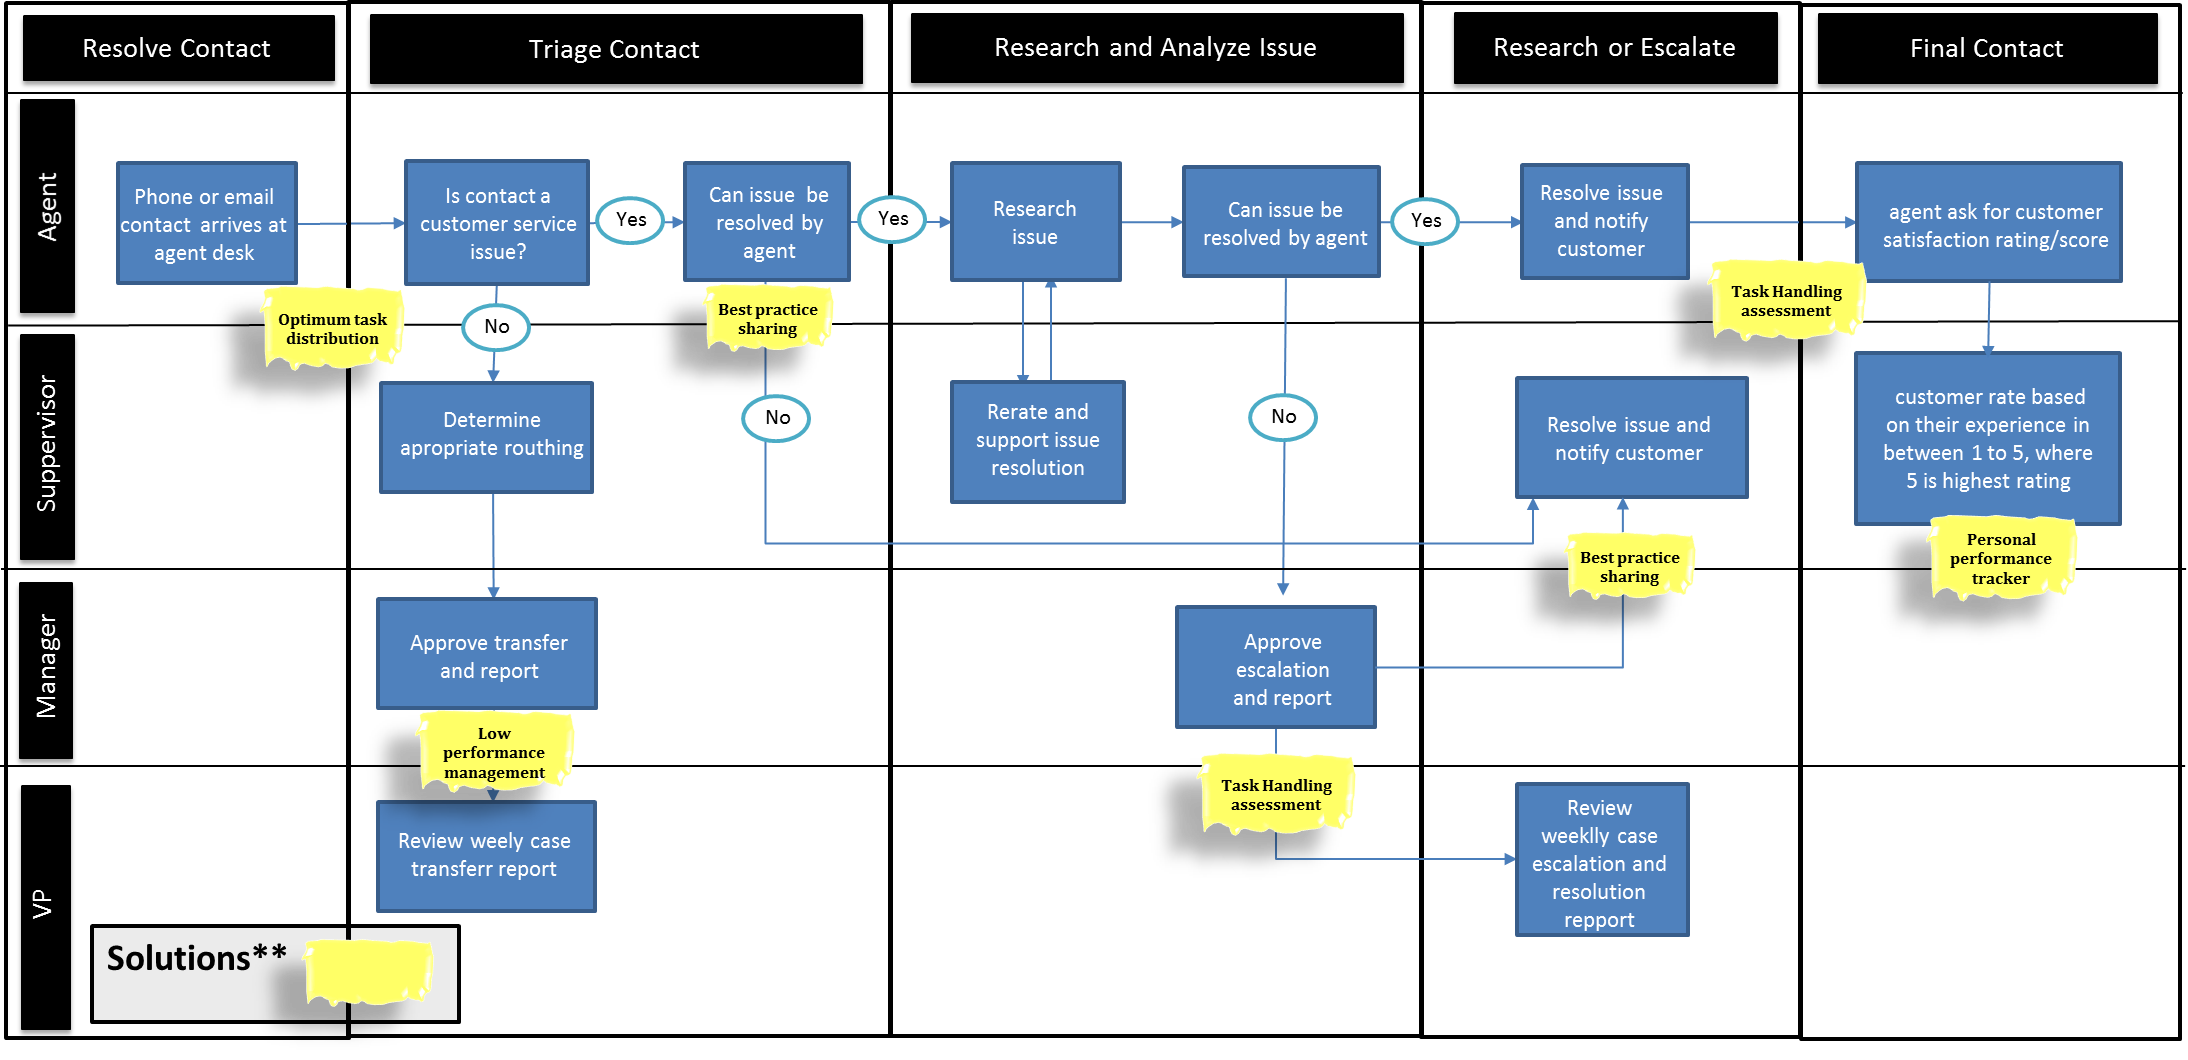 Resolve Contact
Triage Contact
Research and Analyze Issue
Research or Escalate
Final Contact
Agent
Phone or email
contact arrives at
agent desk
Is contact a
customer service
issue?
Yes
Can issue be
resolved by
agent
Yes
Research
issue
Can issue be
resolved by agent
Yes
Resolve issue
and notify
customer
agent ask for customer
satisfaction rating/score
Optimum task
distribution
No
Best practice
sharing
Task Handling
assessment
Suppervisor
Determine
apropriate routhing
No
Rerate and
support issue
resolution
No
Resolve issue and
notify customer
customer rate based
on their experience in
between 1 to 5, where
5 is highest rating
Best practice
sharing
Personal
performance
tracker
Manager
Approve transfer
and report
Approve
escalation
and report
Low
performance
management
Task Handling
assessment
VP
Review weely case
transferr report
Review
weeklly case
escalation and
resolution
repport
Solutions**